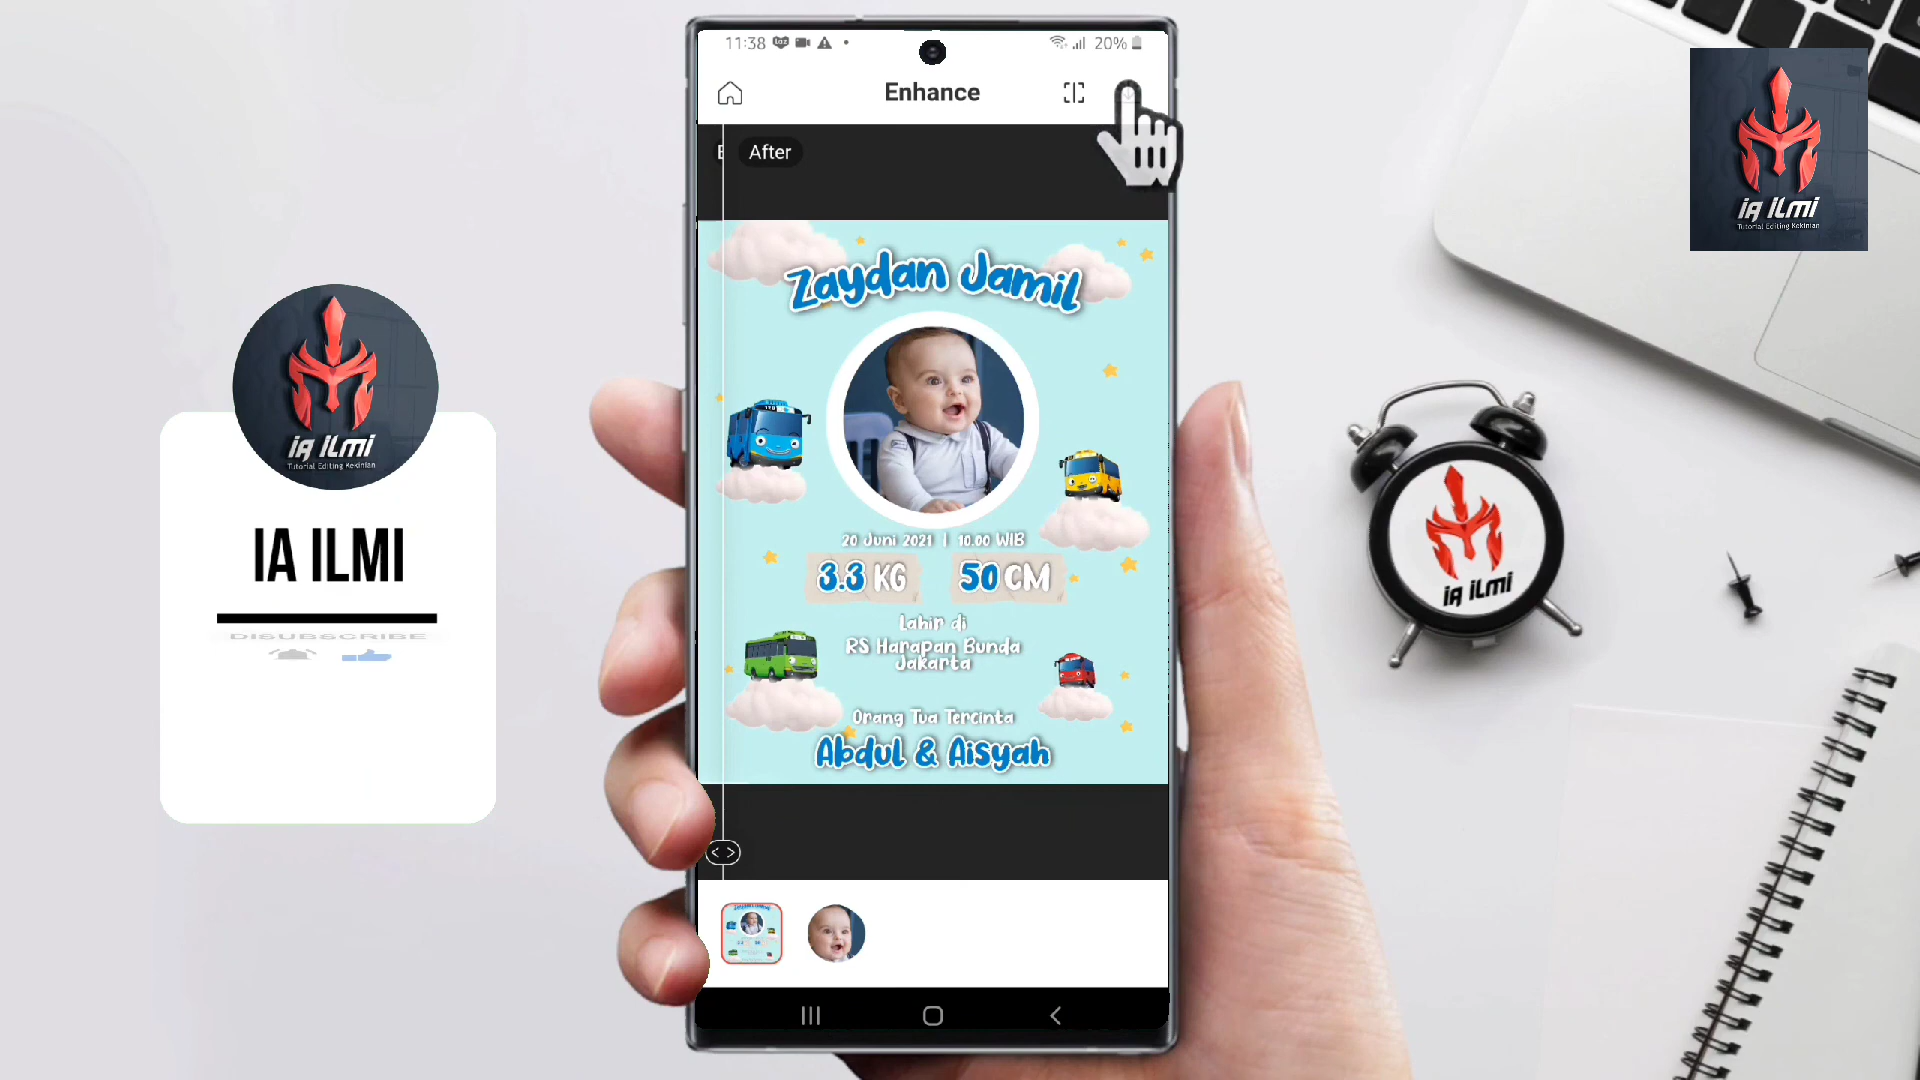 11:38
20%
Enhance
After
Zaydan Jamil
20 Juni 2021 | 10.00 WIB
3.3 KG
50 CM
Lahir di
RS Harapan Bunda
Jakarta
Orang Tua Tercinta
Abdul & Aisyah
IA ILMI
Tutorial Editing Kekinian
IA ILMI
DISUBSCRIBE
IA ILMI
Tutorial Editing Kekinian
IA ILMI